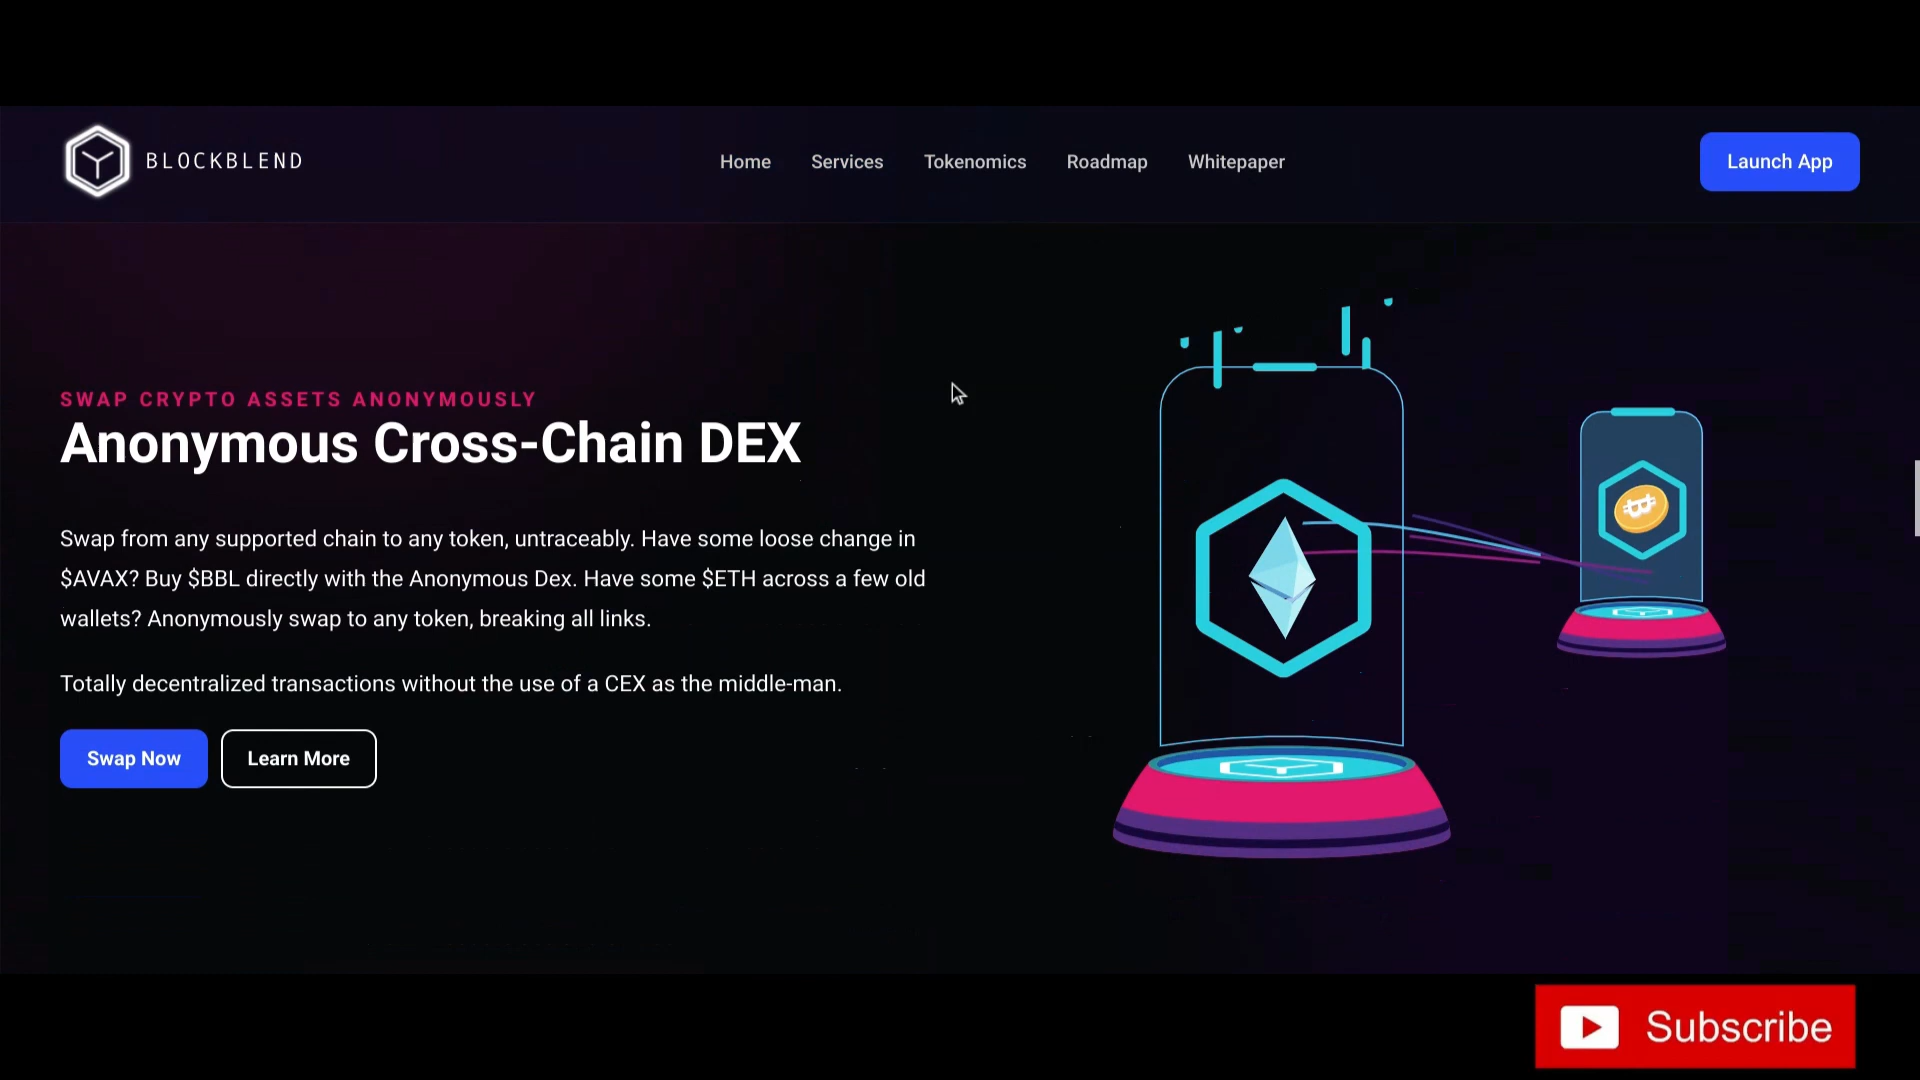 BLOCKBLEND
Home Services Tokenomics Roadmap Whitepaper
Launch App
SWAP CRYPTO ASSETS ANONYMOUSLY
Anonymous Cross-Chain DEX
Swap from any supported chain to any token, untraceably. Have some loose change in
$AVAX? Buy $BBL directly with the Anonymous Dex. Have some $ETH across a few old
wallets? Anonymously swap to any token, breaking all links.
Totally decentralized transactions without the use of a CEX as the middle-man.
Swap Now
Learn More
Subscribe